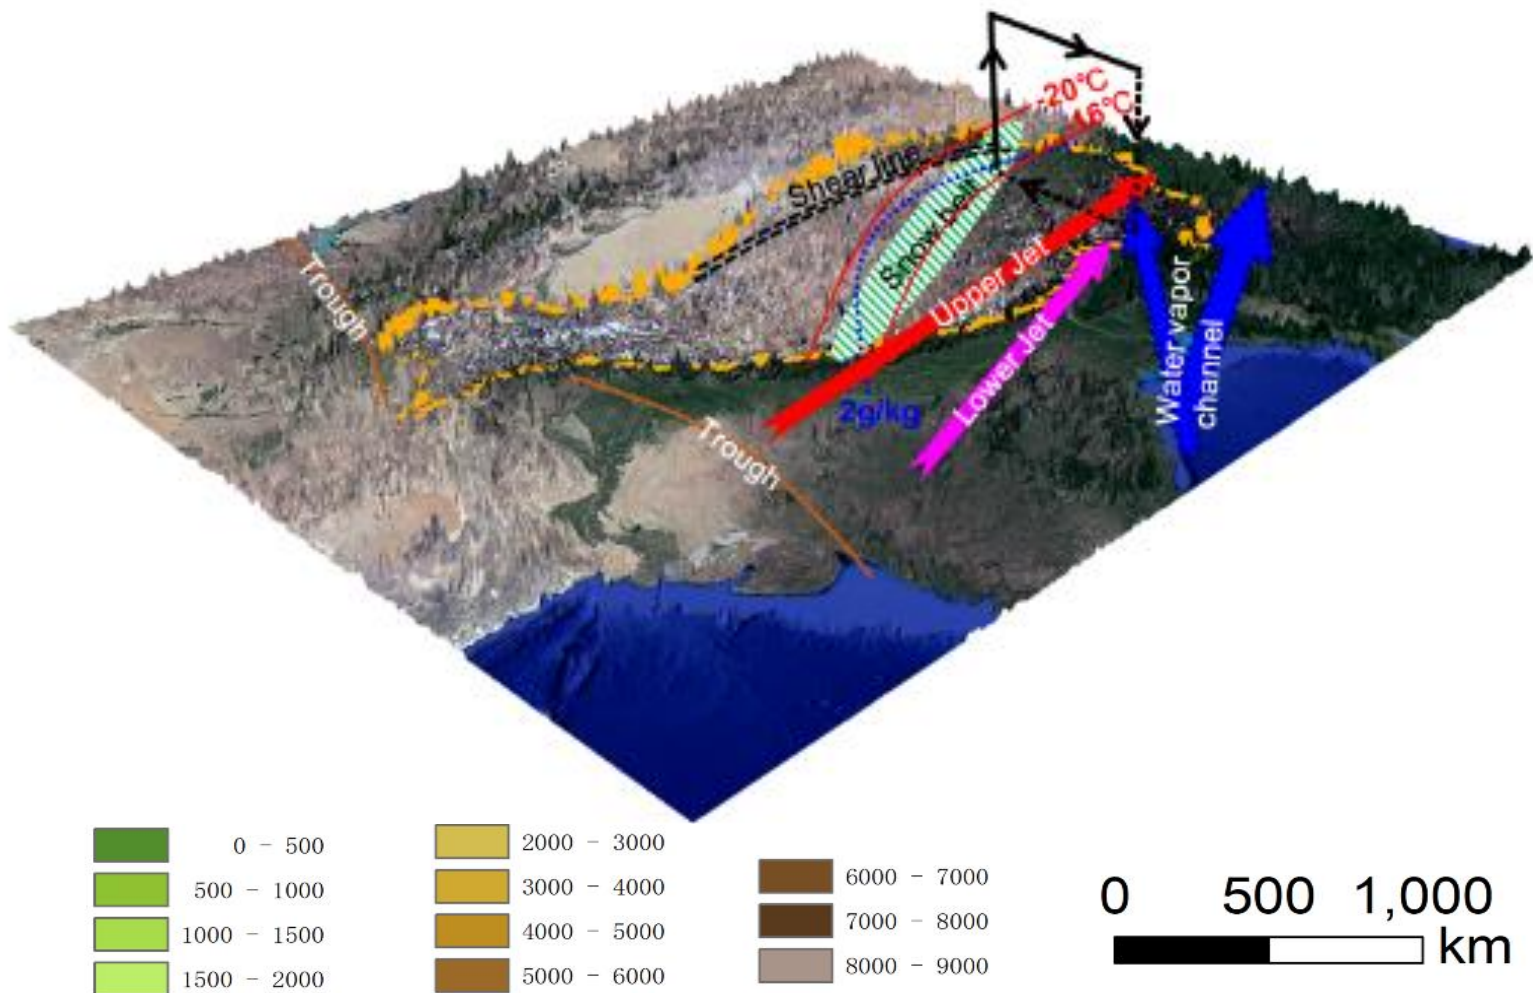 -20℃
-16℃
Shear line
Snow belt
Trough
Upper Jet
Lower Jet
Water vapor
channel
2g/kg
Trough
0 - 500
500 - 1000
1000 - 1500
1500 - 2000
2000 - 3000
3000 - 4000
4000 - 5000
5000 - 6000
6000 - 7000
7000 - 8000
8000 - 9000
0 500 1,000
km